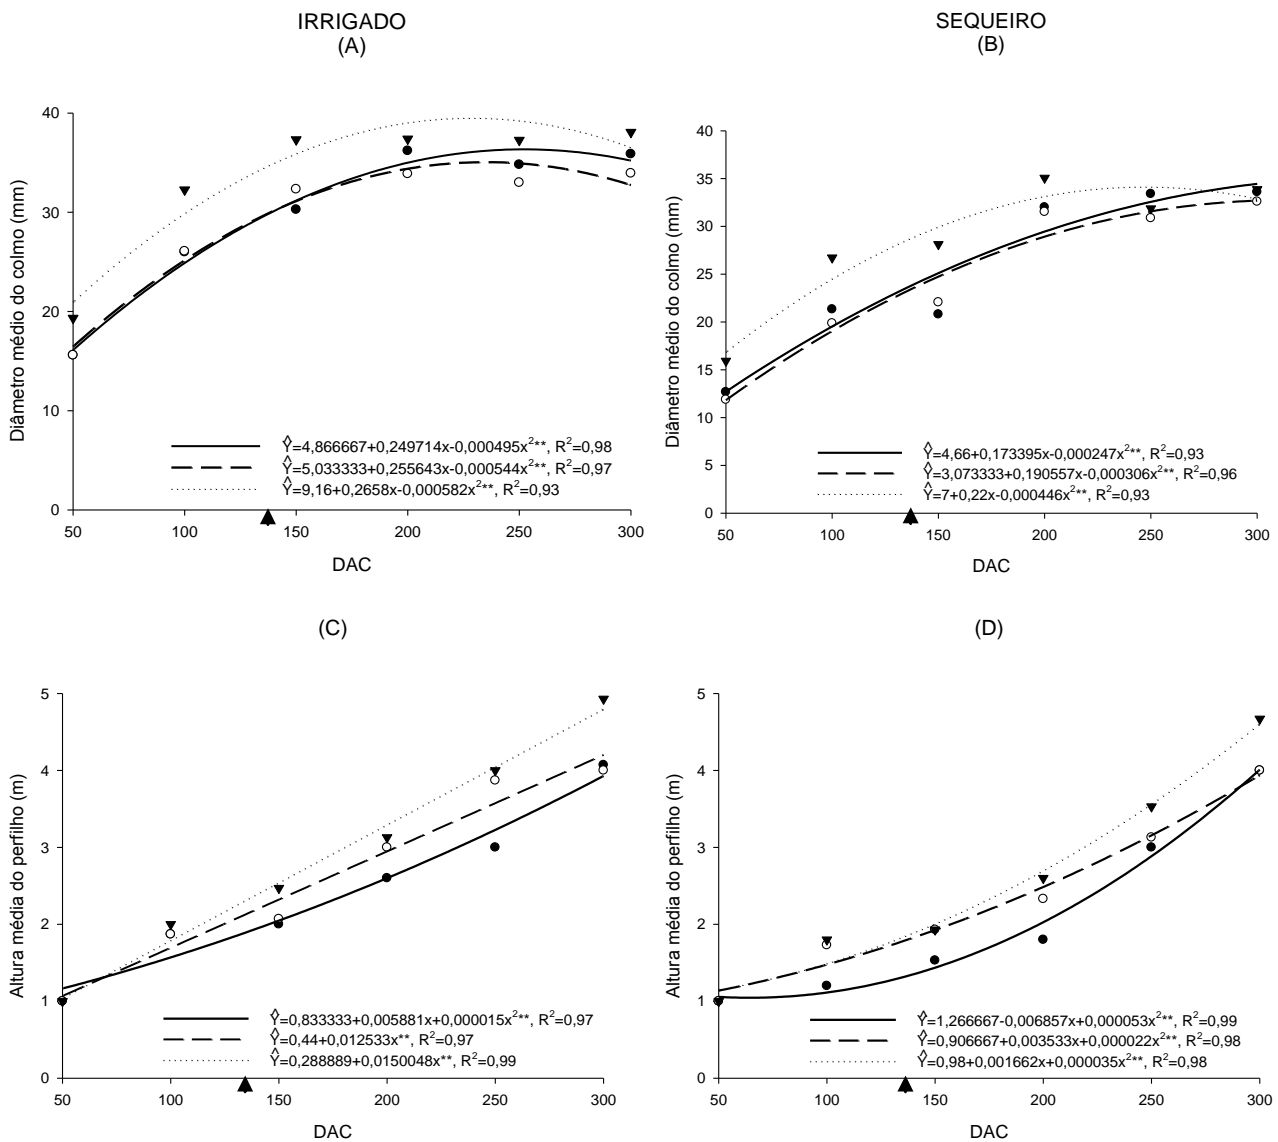 IRRIGADO
(A)
SEQUEIRO
(B)
Diâmetro médio do colmo (mm)
40
30
20
10
0
Ŷ=4,866667+0,249714x-0,000495x²**, R²=0,98
Ŷ=5,033333+0,255643x-0,000544x²**, R²=0,97
Ŷ=9,16+0,2658x-0,000582x²**, R²=0,93
50 100 150 200 250 300
DAC
Diâmetro médio do colmo (mm)
40
35
30
25
20
15
10
5
0
Ŷ=4,66+0,173395x-0,000247x²**, R²=0,93
Ŷ=3,073333+0,190557x-0,000306x²**, R²=0,96
Ŷ=7+0,22x-0,000446x²**, R²=0,93
50 100 150 200 250 300
DAC
(C)
(D)
Altura média do perfilho (m)
5
4
3
2
1
0
Ŷ=0,833333+0,005881x+0,000015x²**, R²=0,97
Ŷ=0,44+0,012533x**, R²=0,97
Ŷ=0,288889+0,0150048x**, R²=0,99
50 100 150 200 250 300
DAC
Altura média do perfilho (m)
5
4
3
2
1
0
Ŷ=1,266667-0,006857x+0,000053x²**, R²=0,99
Ŷ=0,906667+0,003533x+0,000022x²**, R²=0,98
Ŷ=0,98+0,001662x+0,000035x²**, R²=0,98
50 100 150 200 250 300
DAC